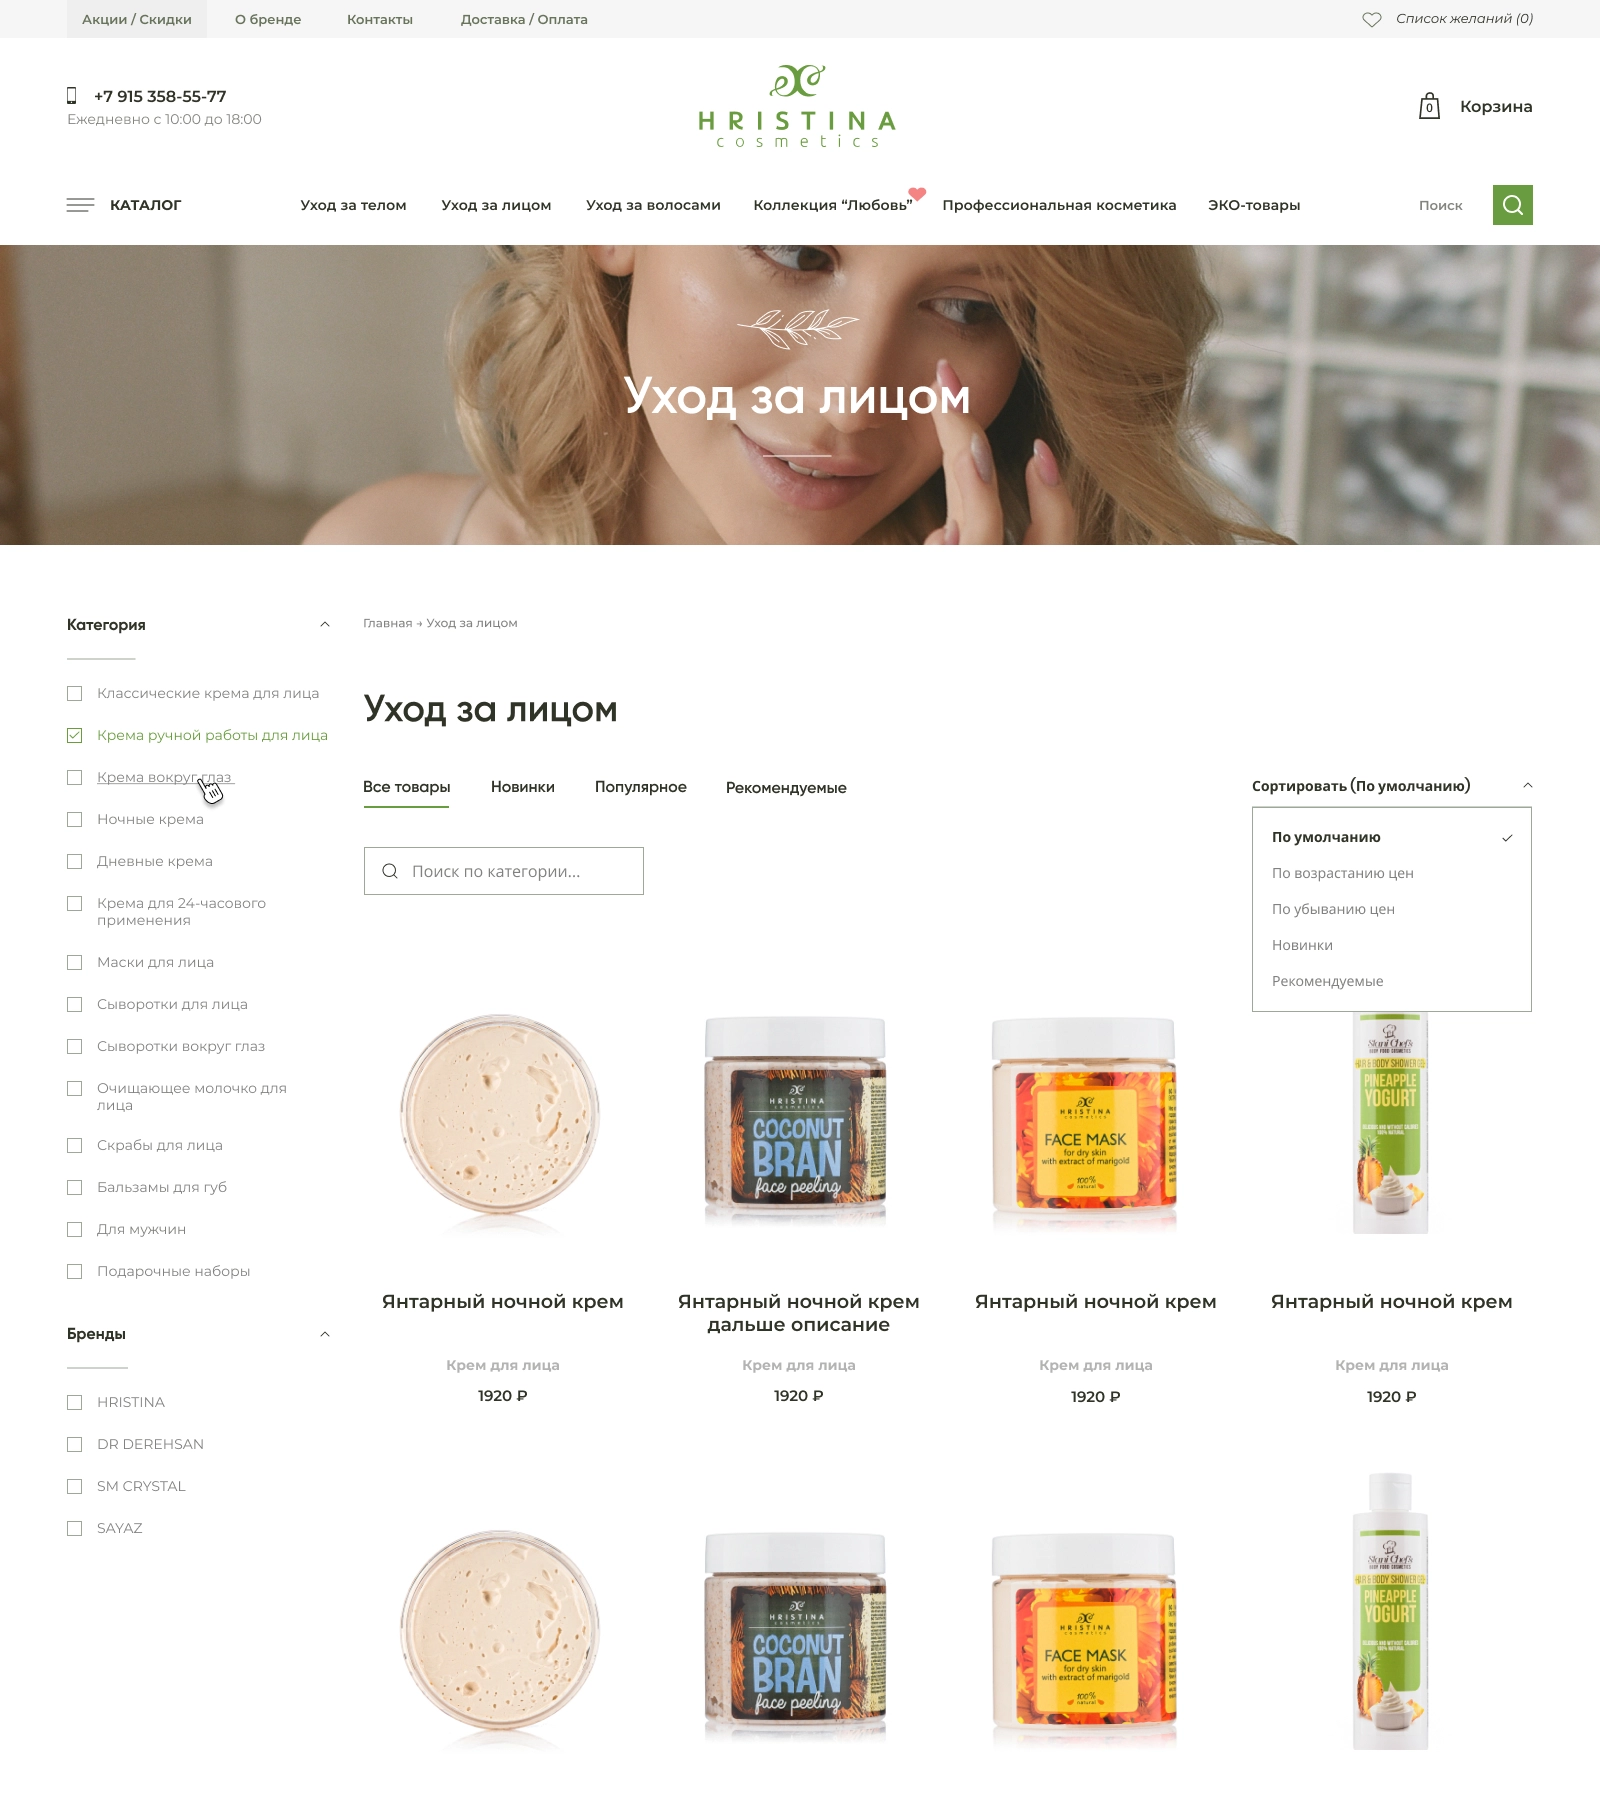 Акции / Скидки
О бренде
Контакты
Доставка / Оплата
Список желаний (0)
+7 915 358-55-77
Ежедневно с 10:00 до 18:00
HRISTINA
cosmetics
0
Корзина
КАТАЛОГ
Уход за телом
Уход за лицом
Уход за волосами
Коллекция “Любовь”
Профессиональная косметика
ЭКО-товары
Поиск
Уход за лицом
Категория
Классические крема для лица
Крема ручной работы для лица
Крема вокруг глаз
Ночные крема
Дневные крема
Крема для 24-часового
применения
Маски для лица
Сыворотки для лица
Сыворотки вокруг глаз
Очищающее молочко для
лица
Скрабы для лица
Бальзамы для губ
Для мужчин
Подарочные наборы
Бренды
HRISTINA
DR DEREHSAN
SM CRYSTAL
SAYAZ
Главная → Уход за лицом
Уход за лицом
Все товары
Новинки
Популярное
Рекомендуемые
Сортировать (По умолчанию)
По умолчанию
По возрастанию цен
По убыванию цен
Новинки
Рекомендуемые
Поиск по категории...
HRISTINA
cosmetics
COCONUT
BRAN
face peeling
HRISTINA
cosmetics
FACE MASK
for dry skin
with extract of marigold
100%
natural
Stani Chef's
BODY FOOD COSMETICS
HAIR & BODY SHOWER GEL
PINEAPPLE
YOGURT
100% NATURAL
Янтарный ночной крем
Крем для лица
1920 ₽
Янтарный ночной крем
дальше описание
Крем для лица
1920 ₽
Янтарный ночной крем
Крем для лица
1920 ₽
Янтарный ночной крем
Крем для лица
1920 ₽
HRISTINA
cosmetics
COCONUT
BRAN
face peeling
HRISTINA
cosmetics
FACE MASK
for dry skin
with extract of marigold
100%
natural
Stani Chef's
BODY FOOD COSMETICS
HAIR & BODY SHOWER GEL
PINEAPPLE
YOGURT
100% NATURAL